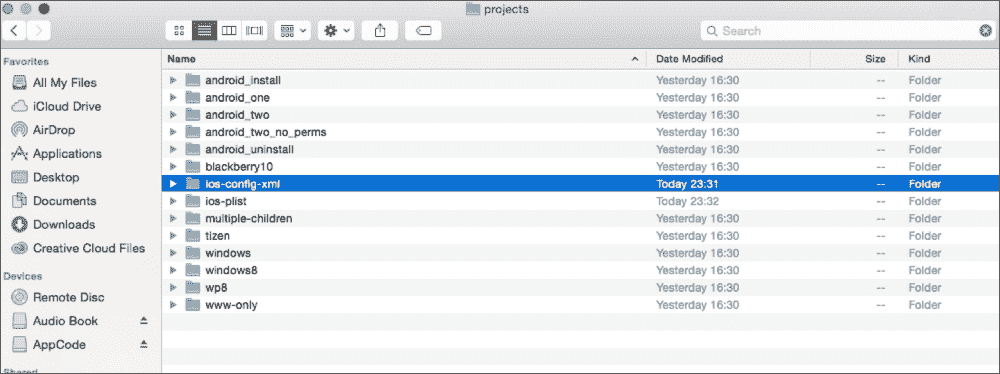 projects
Search
Favorites
All My Files
iCloud Drive
AirDrop
Applications
Desktop
Documents
Downloads
Creative Cloud Files
Devices
Remote Disc
Audio Book
AppCode
Shared
Name Date Modified Size Kind
android_install Yesterday 16:30 -- Folder
android_one Yesterday 16:30 -- Folder
android_two Yesterday 16:30 -- Folder
android_two_no_perms Yesterday 16:30 -- Folder
android_uninstall Yesterday 16:30 -- Folder
blackberry10 Yesterday 16:30 -- Folder
ios-config-xml Today 23:31 -- Folder
ios-plist Today 23:32 -- Folder
multiple-children Yesterday 16:30 -- Folder
tizen Yesterday 16:30 -- Folder
windows Yesterday 16:30 -- Folder
windows8 Yesterday 16:30 -- Folder
wp8 Yesterday 16:30 -- Folder
www-only Yesterday 16:30 -- Folder